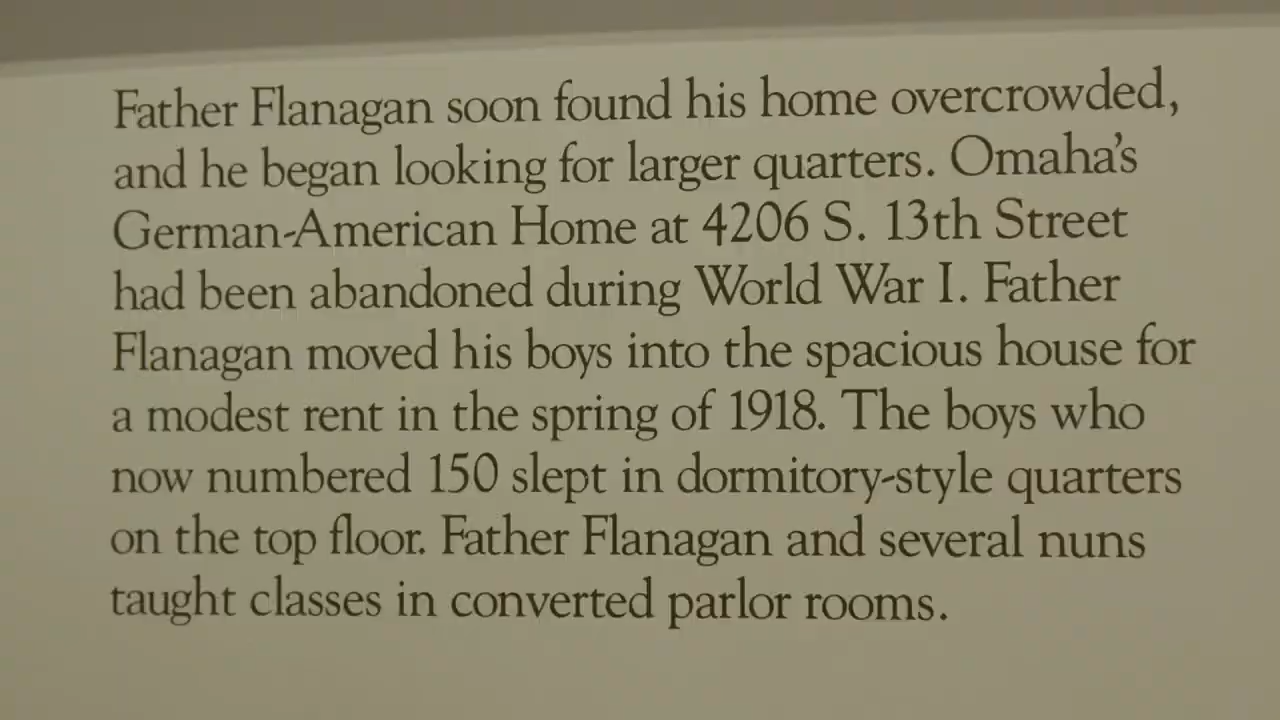 Father Flanagan soon found his home overcrowded,
and he began looking for larger quarters. Omaha's
German-American Home at 4206 S. 13th Street
had been abandoned during World War I. Father
Flanagan moved his boys into the spacious house for
a modest rent in the spring of 1918. The boys who
now numbered 150 slept in dormitory-style quarters
on the top floor. Father Flanagan and several nuns
taught classes in converted parlor rooms.